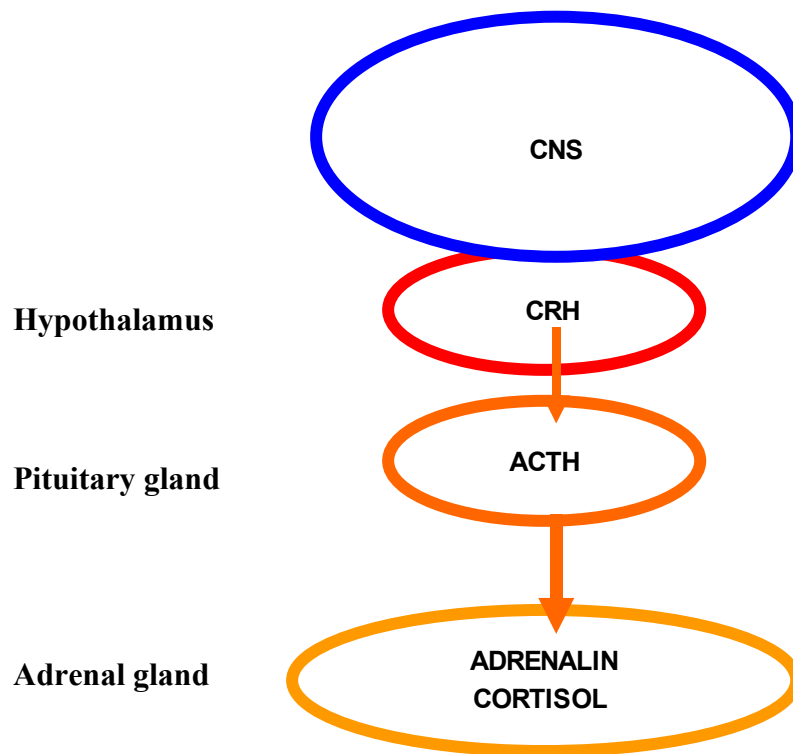 CNS
Hypothalamus
CRH
Pituitary gland
ACTH
Adrenal gland
ADRENALIN
CORTISOL